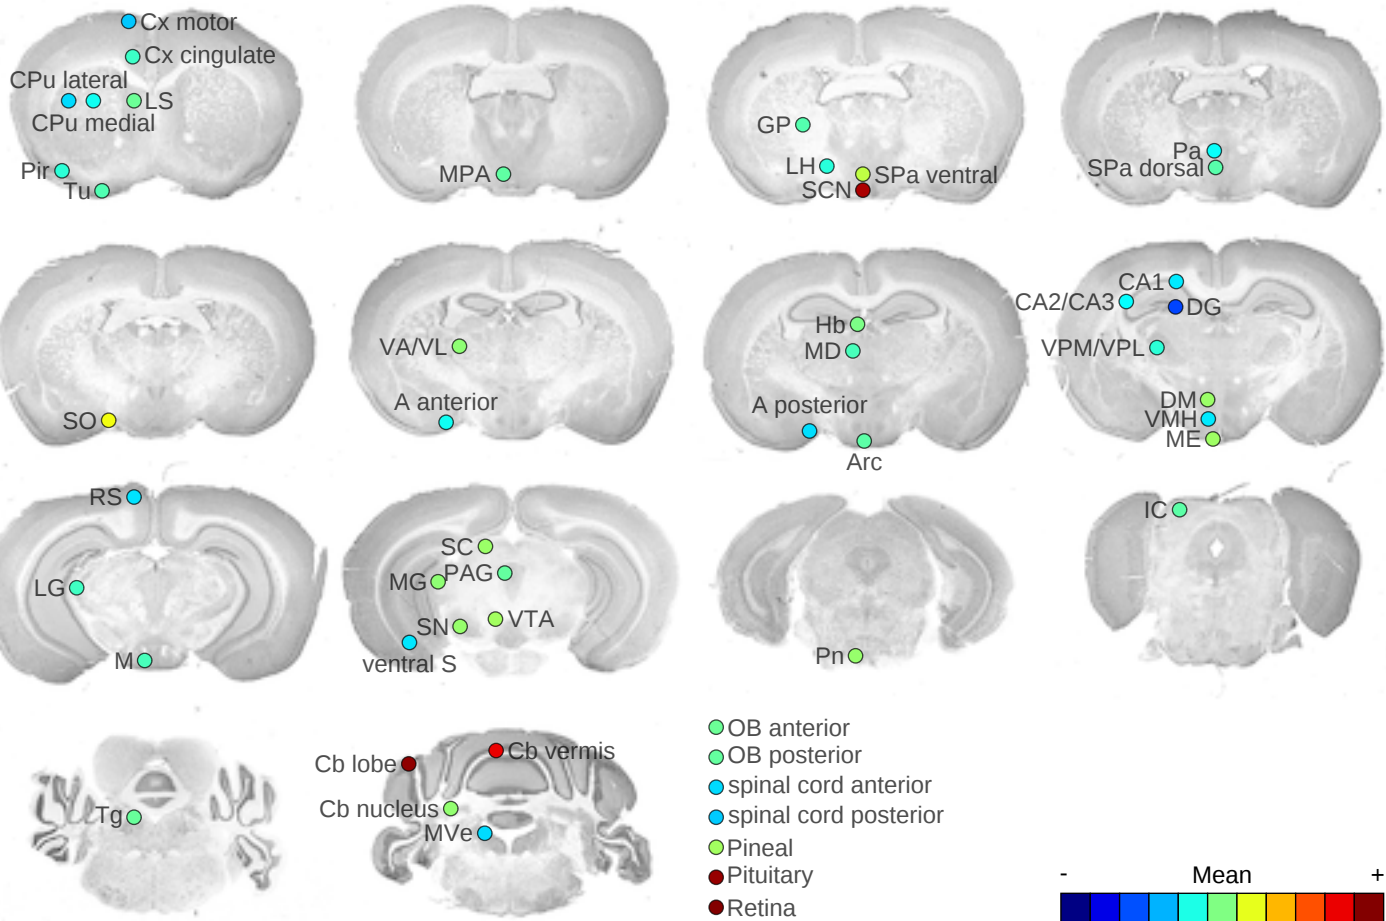 Cx motor
Cx cingulate
CPu lateral
LS
CPu medial
Pir
Tu
MPA
GP
LH
SPa ventral
SCN
Pa
SPa dorsal
SO
VA/VL
A anterior
Hb
MD
A posterior
Arc
CA1
CA2/CA3
DG
VPM/VPL
DM
VMH
ME
RS
LG
M
SC
MG
PAG
SN
VTA
ventral S
Pn
IC
Tg
Cb lobe
Cb vermis
Cb nucleus
MVe
OB anterior
OB posterior
spinal cord anterior
spinal cord posterior
Pineal
Pituitary
Retina
- Mean +